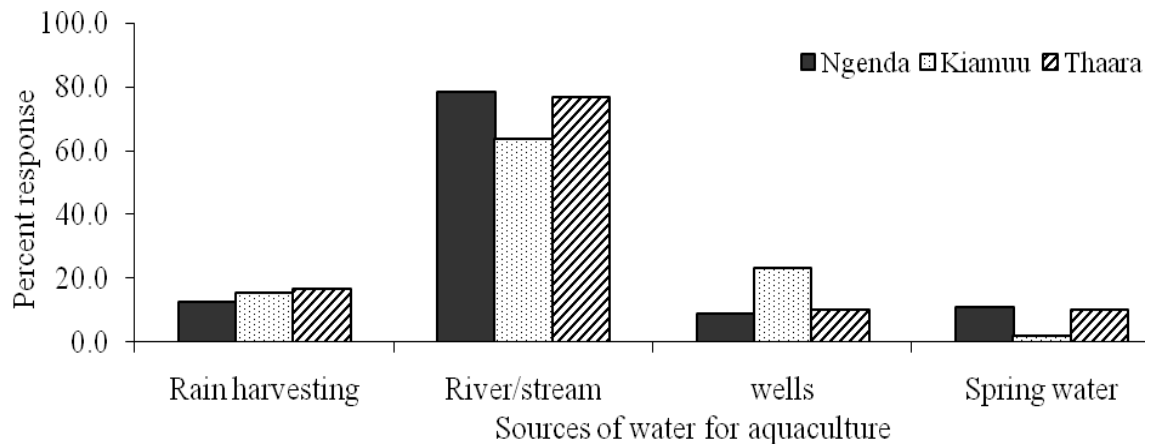 100.0
80.0
60.0
40.0
20.0
0.0
Percent response
Ngenda Kiamuu Thaara
Rain harvesting River/stream wells Spring water
Sources of water for aquaculture